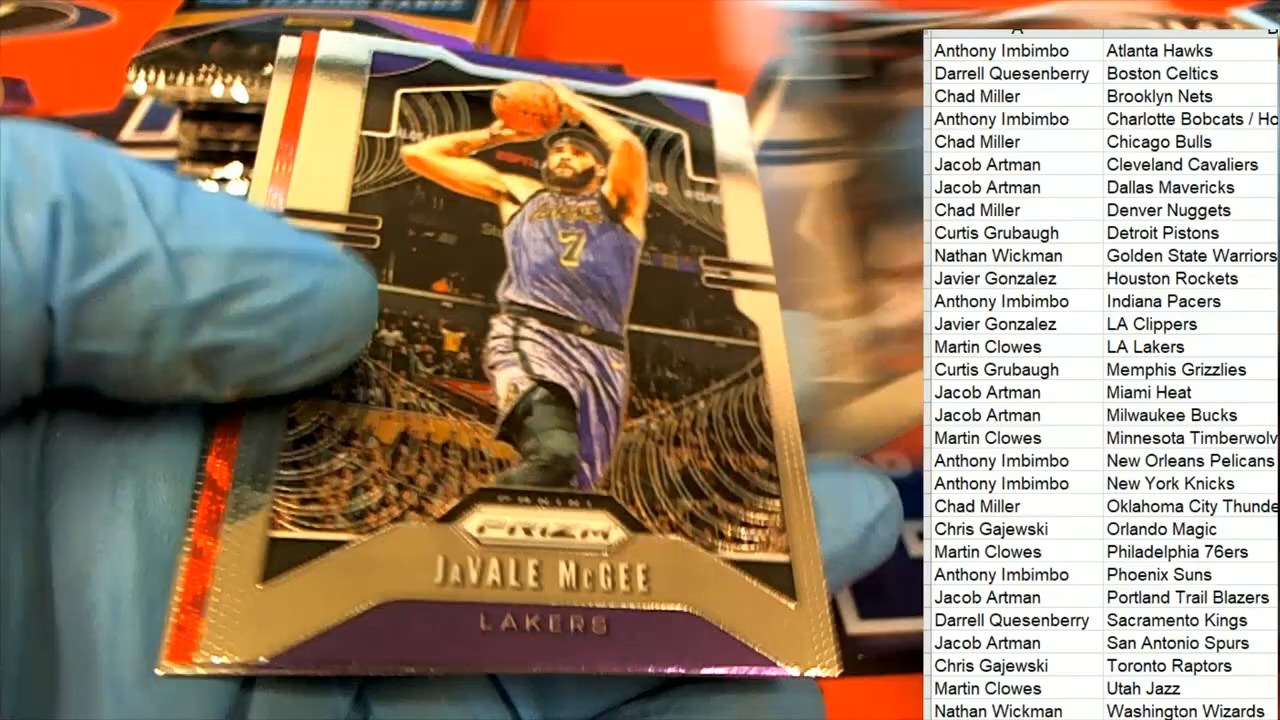 TRADING CARDS
7
PANINI
PRIZM
JaVALE McGEE
LAKERS
A
Anthony Imbimbo Atlanta Hawks
Darrell Quesenberry Boston Celtics
Chad Miller Brooklyn Nets
Anthony Imbimbo Charlotte Bobcats / Ho
Chad Miller Chicago Bulls
Jacob Artman Cleveland Cavaliers
Jacob Artman Dallas Mavericks
Chad Miller Denver Nuggets
Curtis Grubaugh Detroit Pistons
Nathan Wickman Golden State Warriors
Javier Gonzalez Houston Rockets
Anthony Imbimbo Indiana Pacers
Javier Gonzalez LA Clippers
Martin Clowes LA Lakers
Curtis Grubaugh Memphis Grizzlies
Jacob Artman Miami Heat
Jacob Artman Milwaukee Bucks
Martin Clowes Minnesota Timberwolv
Anthony Imbimbo New Orleans Pelicans
Anthony Imbimbo New York Knicks
Chad Miller Oklahoma City Thunde
Chris Gajewski Orlando Magic
Martin Clowes Philadelphia 76ers
Anthony Imbimbo Phoenix Suns
Jacob Artman Portland Trail Blazers
Darrell Quesenberry Sacramento Kings
Jacob Artman San Antonio Spurs
Chris Gajewski Toronto Raptors
Martin Clowes Utah Jazz
Nathan Wickman Washington Wizards